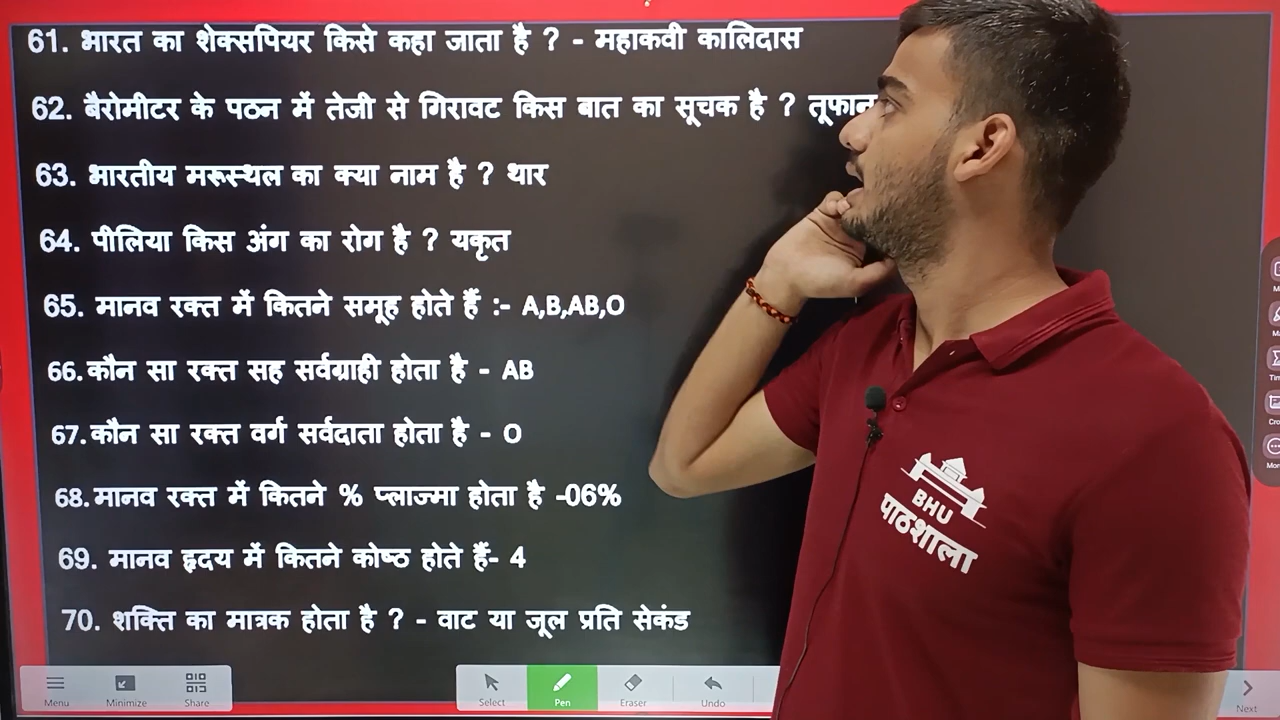 61. भारत का शेक्सपियर किसे कहा जाता है ? - महाकवी कालिदास
62. बैरोमीटर के पठन में तेजी से गिरावट किस बात का सूचक है ? तूफान
63. भारतीय मरूस्थल का क्या नाम है ? थार
64. पीलिया किस अंग का रोग है ? यकृत
65. मानव रक्त में कितने समूह होते हैं :- A,B,AB,O
66. कौन सा रक्त सह सर्वग्राही होता है - AB
67. कौन सा रक्त वर्ग सर्वदाता होता है - O
68. मानव रक्त में कितने % प्लाज्मा होता है -06%
69. मानव हृदय में कितने कोष्ठ होते हैं- 4
70. शक्ति का मात्रक होता है ? - वाट या जूल प्रति सेकंड
BHU
पाठशाला
Menu Minimize Share Select Pen Eraser Undo Next